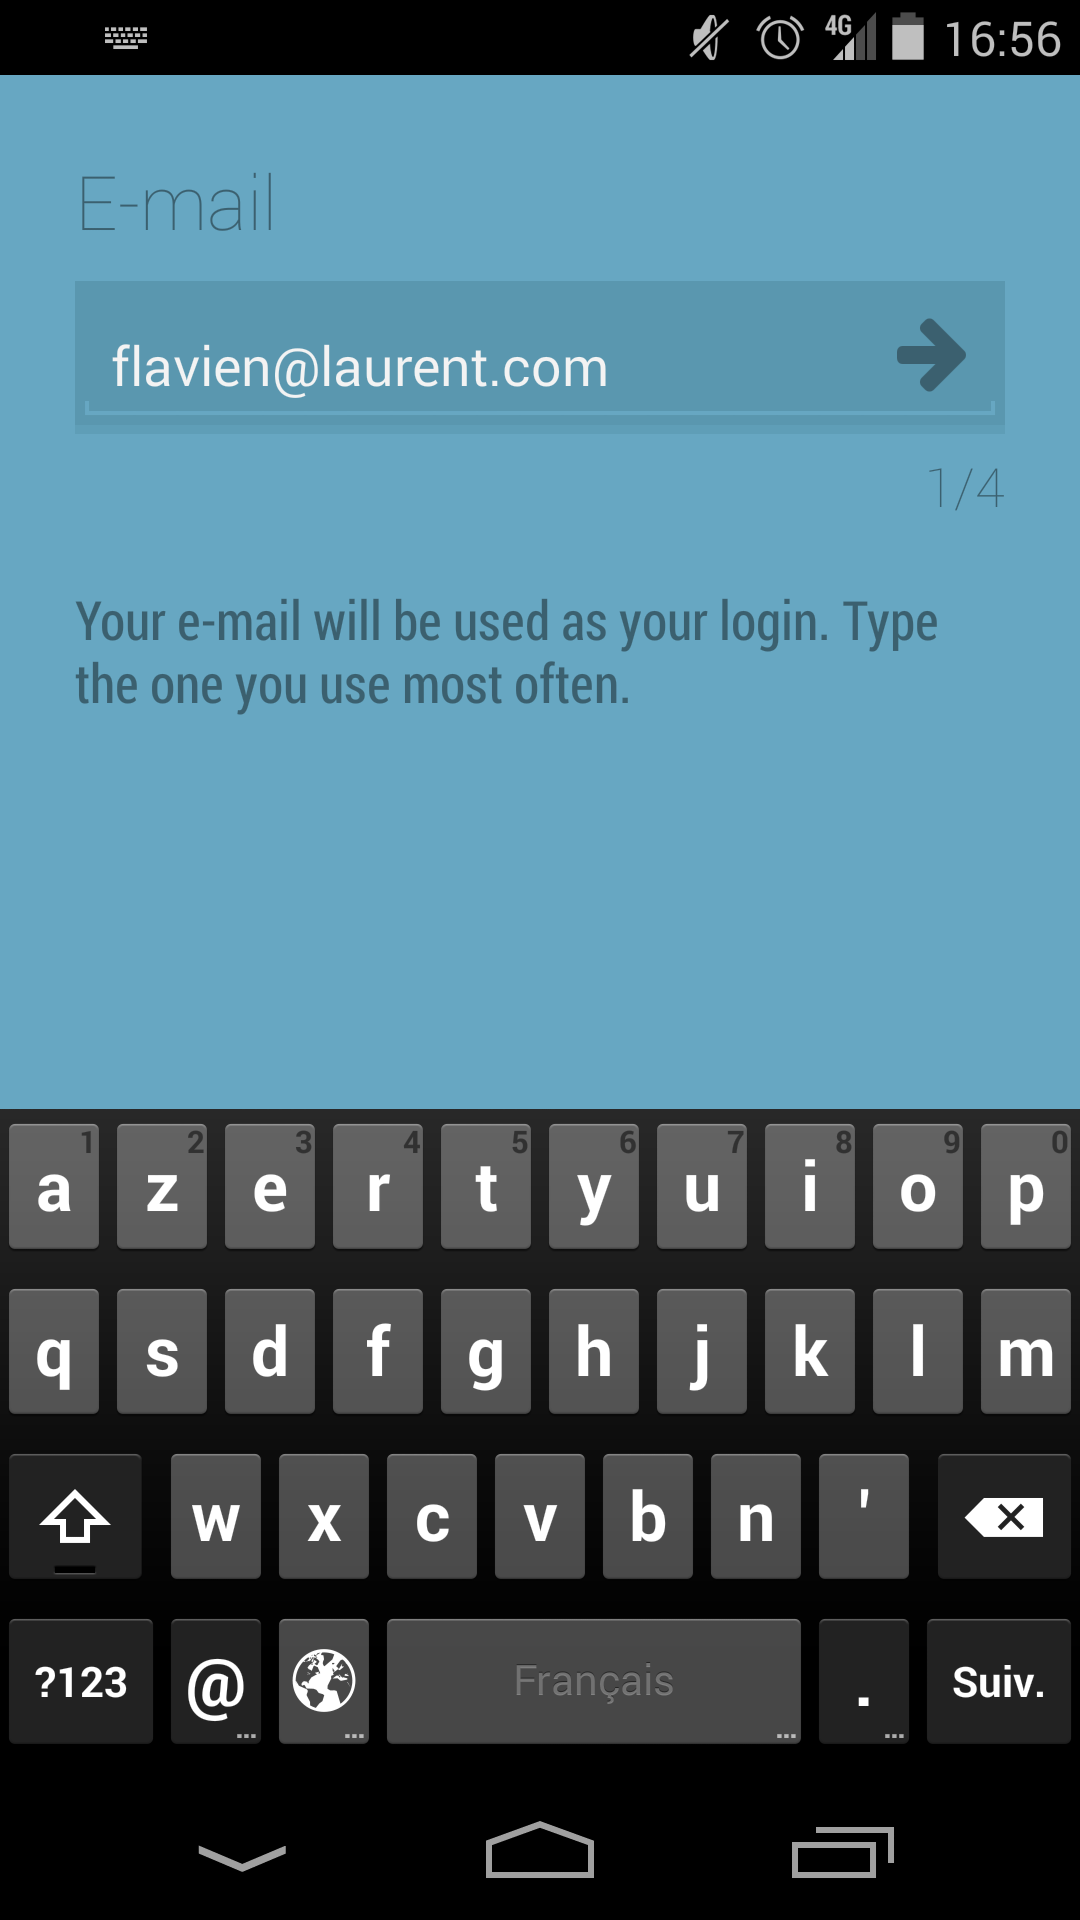 4G 16:56
E-mail
flavien@laurent.com
1/4
Your e-mail will be used as your login. Type
the one you use most often.
1 2 3 4 5 6 7 8 9 0
a z e r t y u i o p
q s d f g h j k l m
w x c v b n '
?123 @ Français . Suiv.